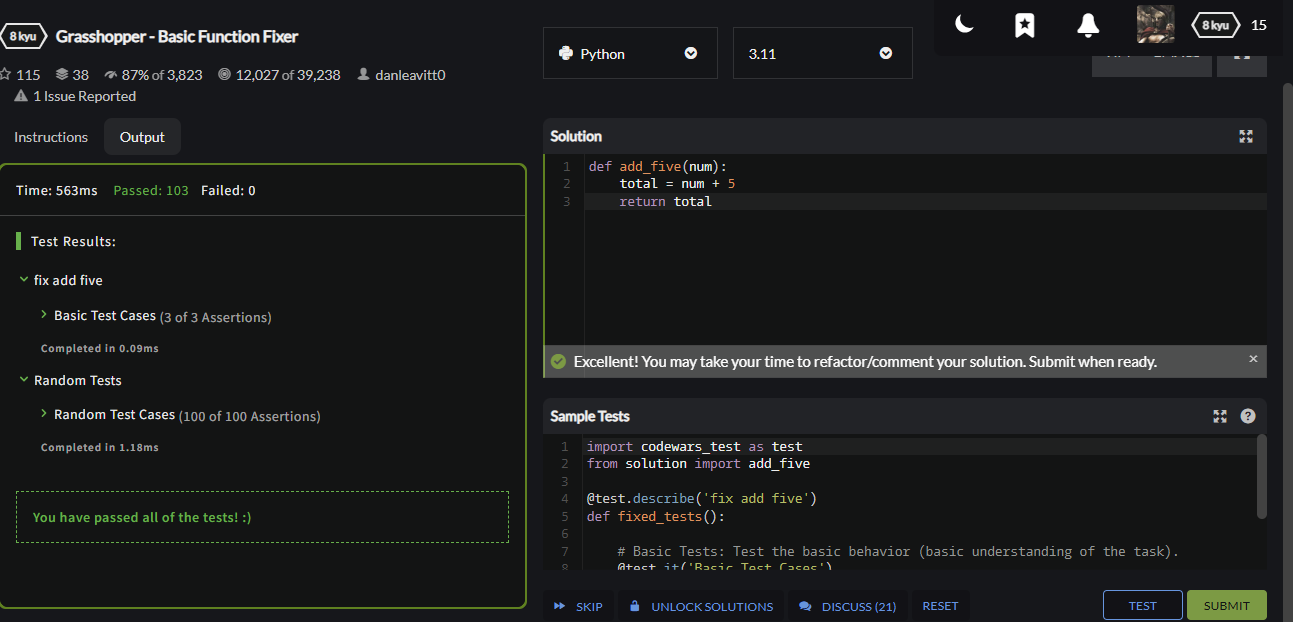 8 kyu Grasshopper - Basic Function Fixer
115 38 87% of 3,823 12,027 of 39,238 danleavitt0
1 Issue Reported
Instructions Output
Time: 563ms Passed: 103 Failed: 0
Test Results:
fix add five
Basic Test Cases (3 of 3 Assertions)
Completed in 0.09ms
Random Tests
Random Test Cases (100 of 100 Assertions)
Completed in 1.18ms
You have passed all of the tests! :)
Python 3.11
8 kyu 15
Solution
1 def add_five(num):
2 total = num + 5
3 return total
Excellent! You may take your time to refactor/comment your solution. Submit when ready. ×
Sample Tests ?
1 import codewars_test as test
2 from solution import add_five
3
4 @test.describe('fix add five')
5 def fixed_tests():
6
7 # Basic Tests: Test the basic behavior (basic understanding of the task).
8 @test.it('Basic Test Cases')
SKIP UNLOCK SOLUTIONS DISCUSS (21) RESET TEST SUBMIT